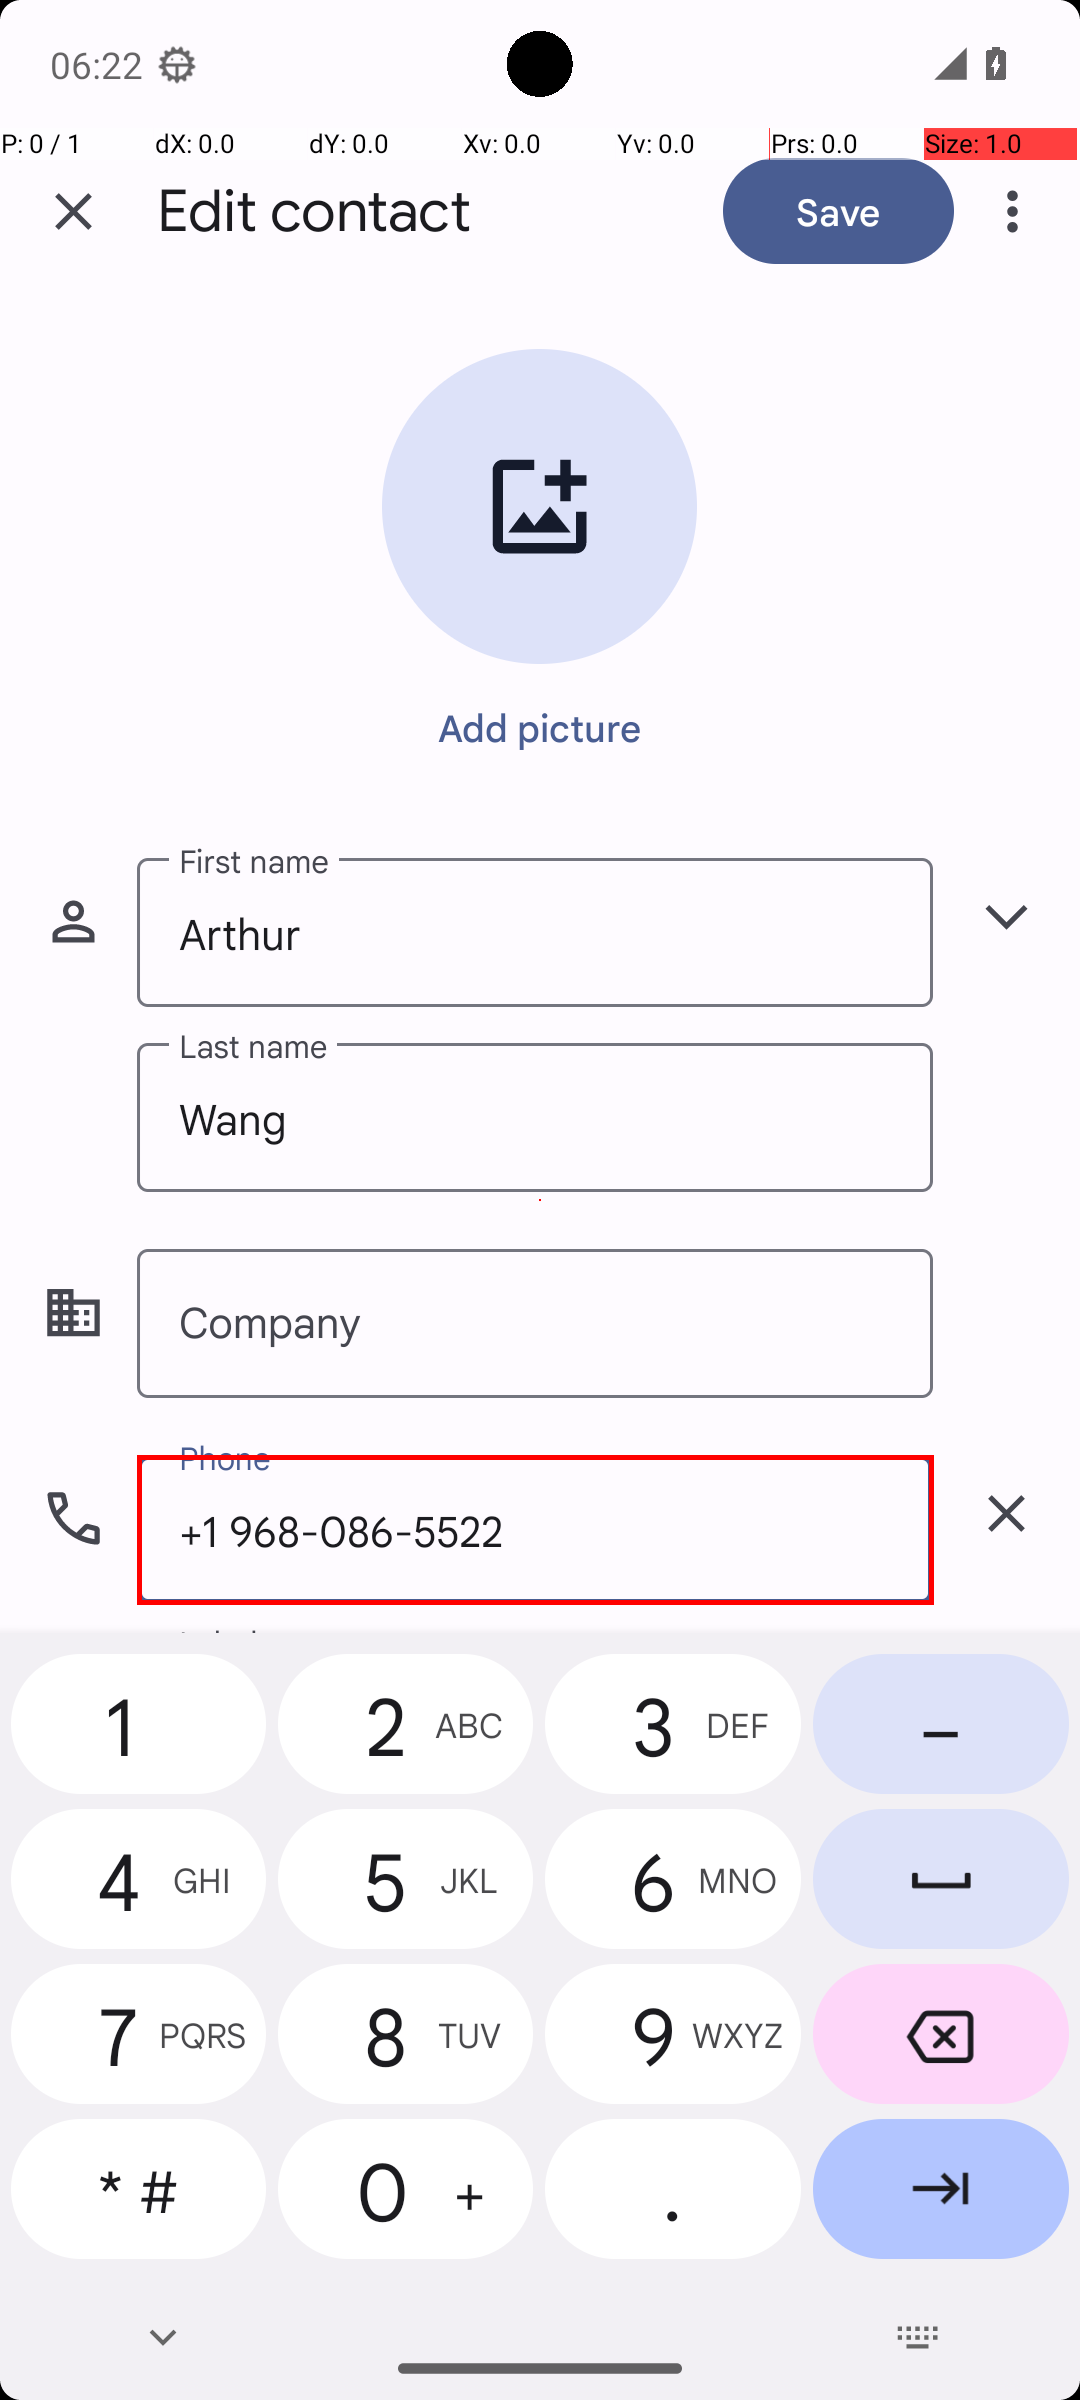 06:22
P: 0 / 1 dX: 0.0 dY: 0.0 Xv: 0.0 Yv: 0.0 Prs: 0.0 Size: 1.0
Edit contact Save
Add picture
First name
Arthur
Last name
Wang
Company
Phone
+1 968-086-5522
1 2 ABC 3 DEF –
4 GHI 5 JKL 6 MNO
7 PQRS 8 TUV 9 WXYZ
* # 0 + .